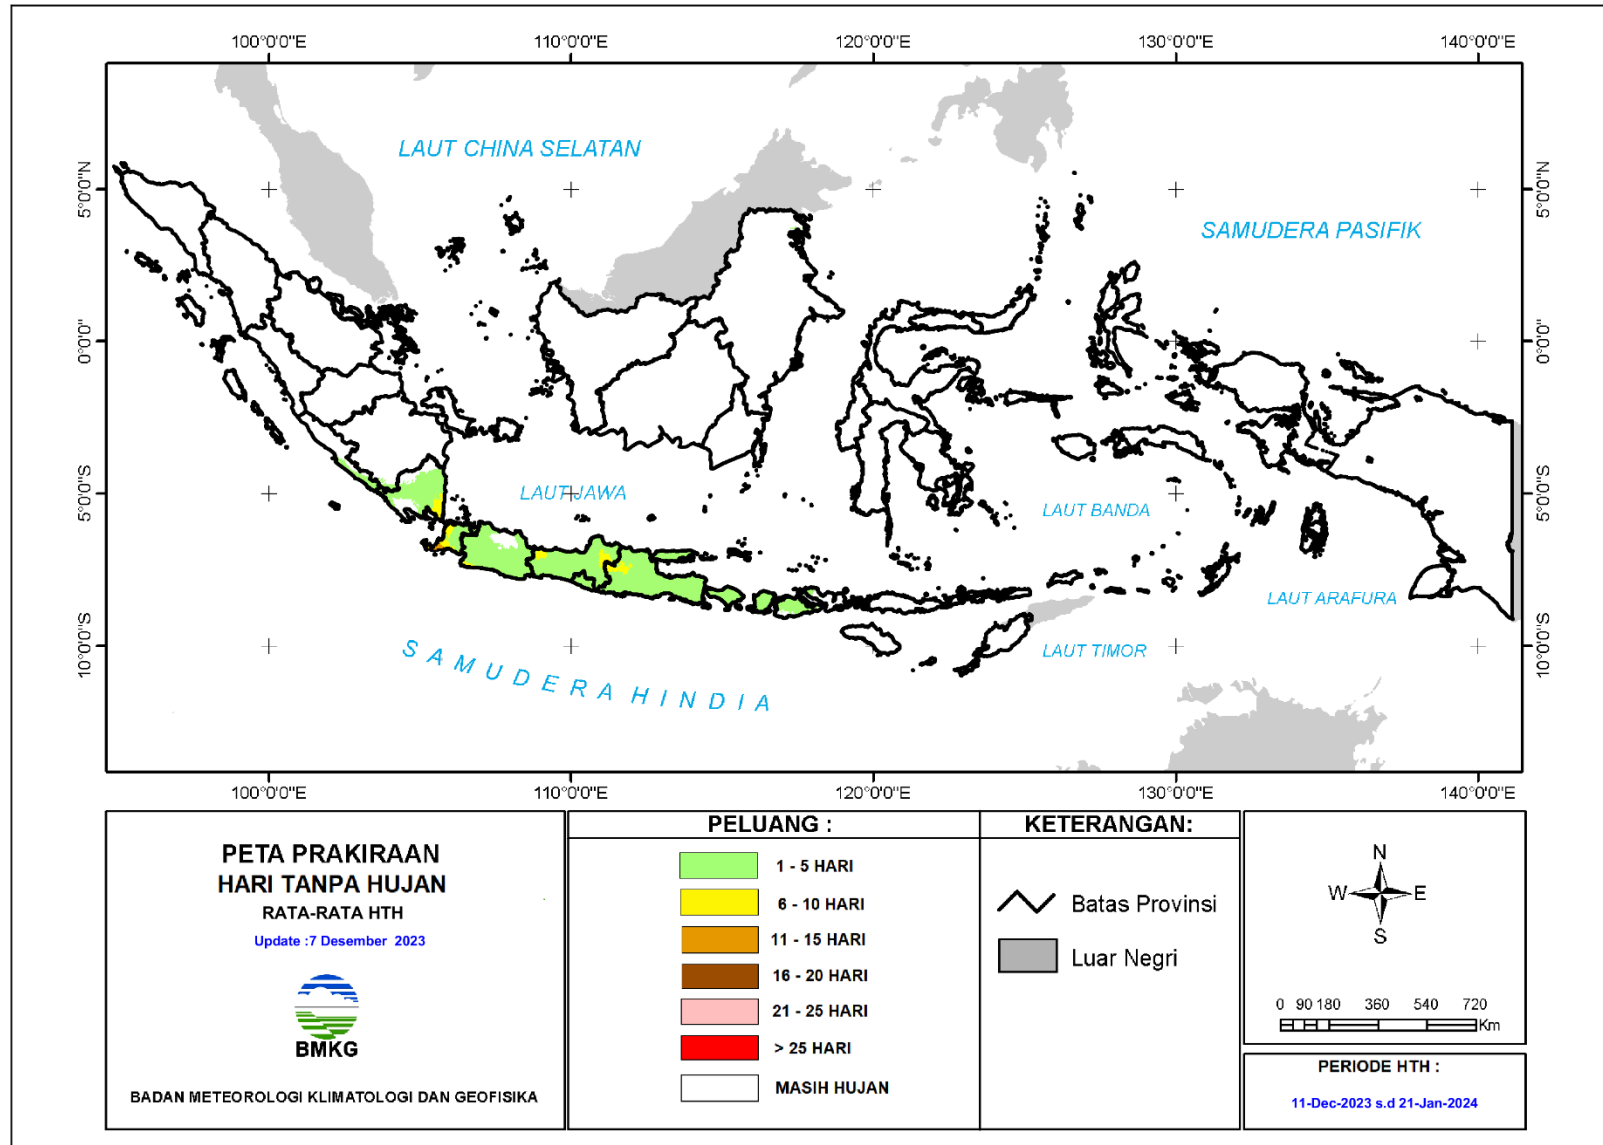 100°0'0"E 110°0'0"E 120°0'0"E 130°0'0"E 140°0'0"E
LAUT CHINA SELATAN
5°0'0"N 5°0'0"N
SAMUDERA PASIFIK
0°0'0" 0°0'0"
5°0'0"S 5°0'0"S
LAUT JAWA
LAUT BANDA
LAUT ARAFURA
10°0'0"S 10°0'0"S
LAUT TIMOR
SAMUDERA HINDIA
100°0'0"E 110°0'0"E 120°0'0"E 130°0'0"E 140°0'0"E
PETA PRAKIRAAN
HARI TANPA HUJAN
RATA-RATA HTH
Update :7 Desember 2023
BMKG
BADAN METEOROLOGI KLIMATOLOGI DAN GEOFISIKA
PELUANG :
1 - 5 HARI
6 - 10 HARI
11 - 15 HARI
16 - 20 HARI
21 - 25 HARI
> 25 HARI
MASIH HUJAN
KETERANGAN:
Batas Provinsi
Luar Negri
N
W E
S
0 90 180 360 540 720
Km
PERIODE HTH :
11-Dec-2023 s.d 21-Jan-2024